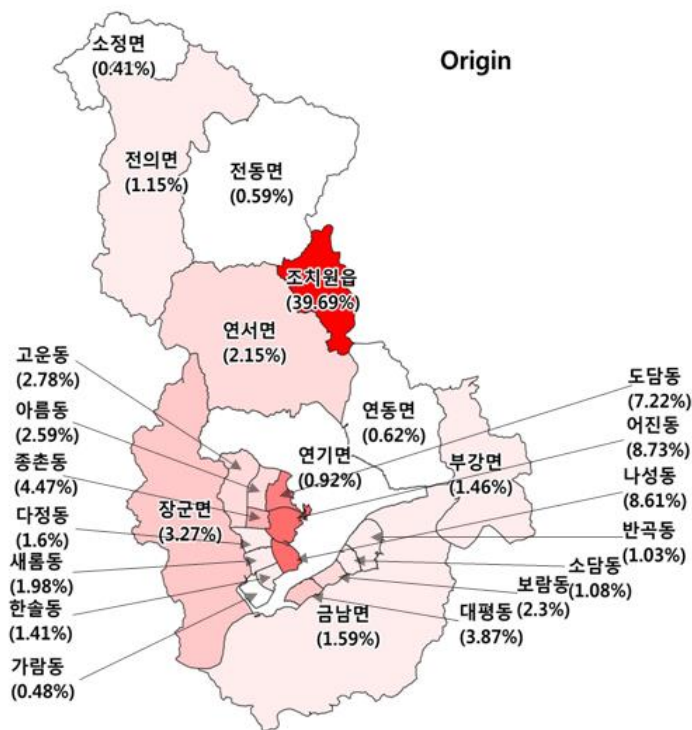 소정면
(0.41%)
Origin
전의면
(1.15%)
전동면
(0.59%)
조치원읍
(39.69%)
연서면
(2.15%)
고운동
(2.78%)
아름동
(2.59%)
종촌동
(4.47%)
다정동
(1.6%)
새롬동
(1.98%)
한솔동
(1.41%)
가람동
(0.48%)
장군면
(3.27%)
연기면
(0.92%)
연동면
(0.62%)
부강면
(1.46%)
금남면
(1.59%)
도담동
(7.22%)
어진동
(8.73%)
나성동
(8.61%)
반곡동
(1.03%)
소담동
(1.08%)
보람동
(2.3%)
대평동
(3.87%)